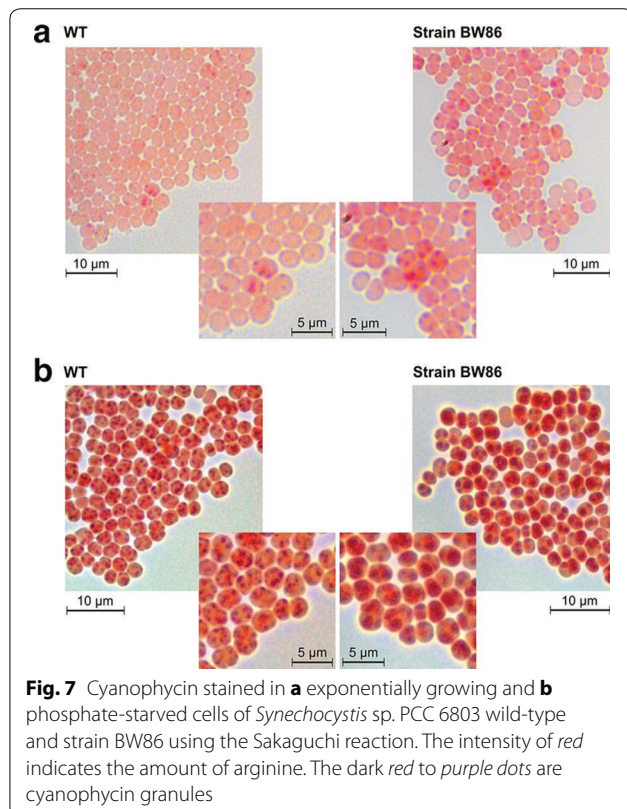 a WT Strain BW86
10 µm 10 µm
5 µm 5 µm
b WT Strain BW86
10 µm 10 µm
5 µm 5 µm
Fig. 7 Cyanophycin stained in a exponentially growing and b
phosphate-starved cells of Synechocystis sp. PCC 6803 wild-type
and strain BW86 using the Sakaguchi reaction. The intensity of red
indicates the amount of arginine. The dark red to purple dots are
cyanophycin granules